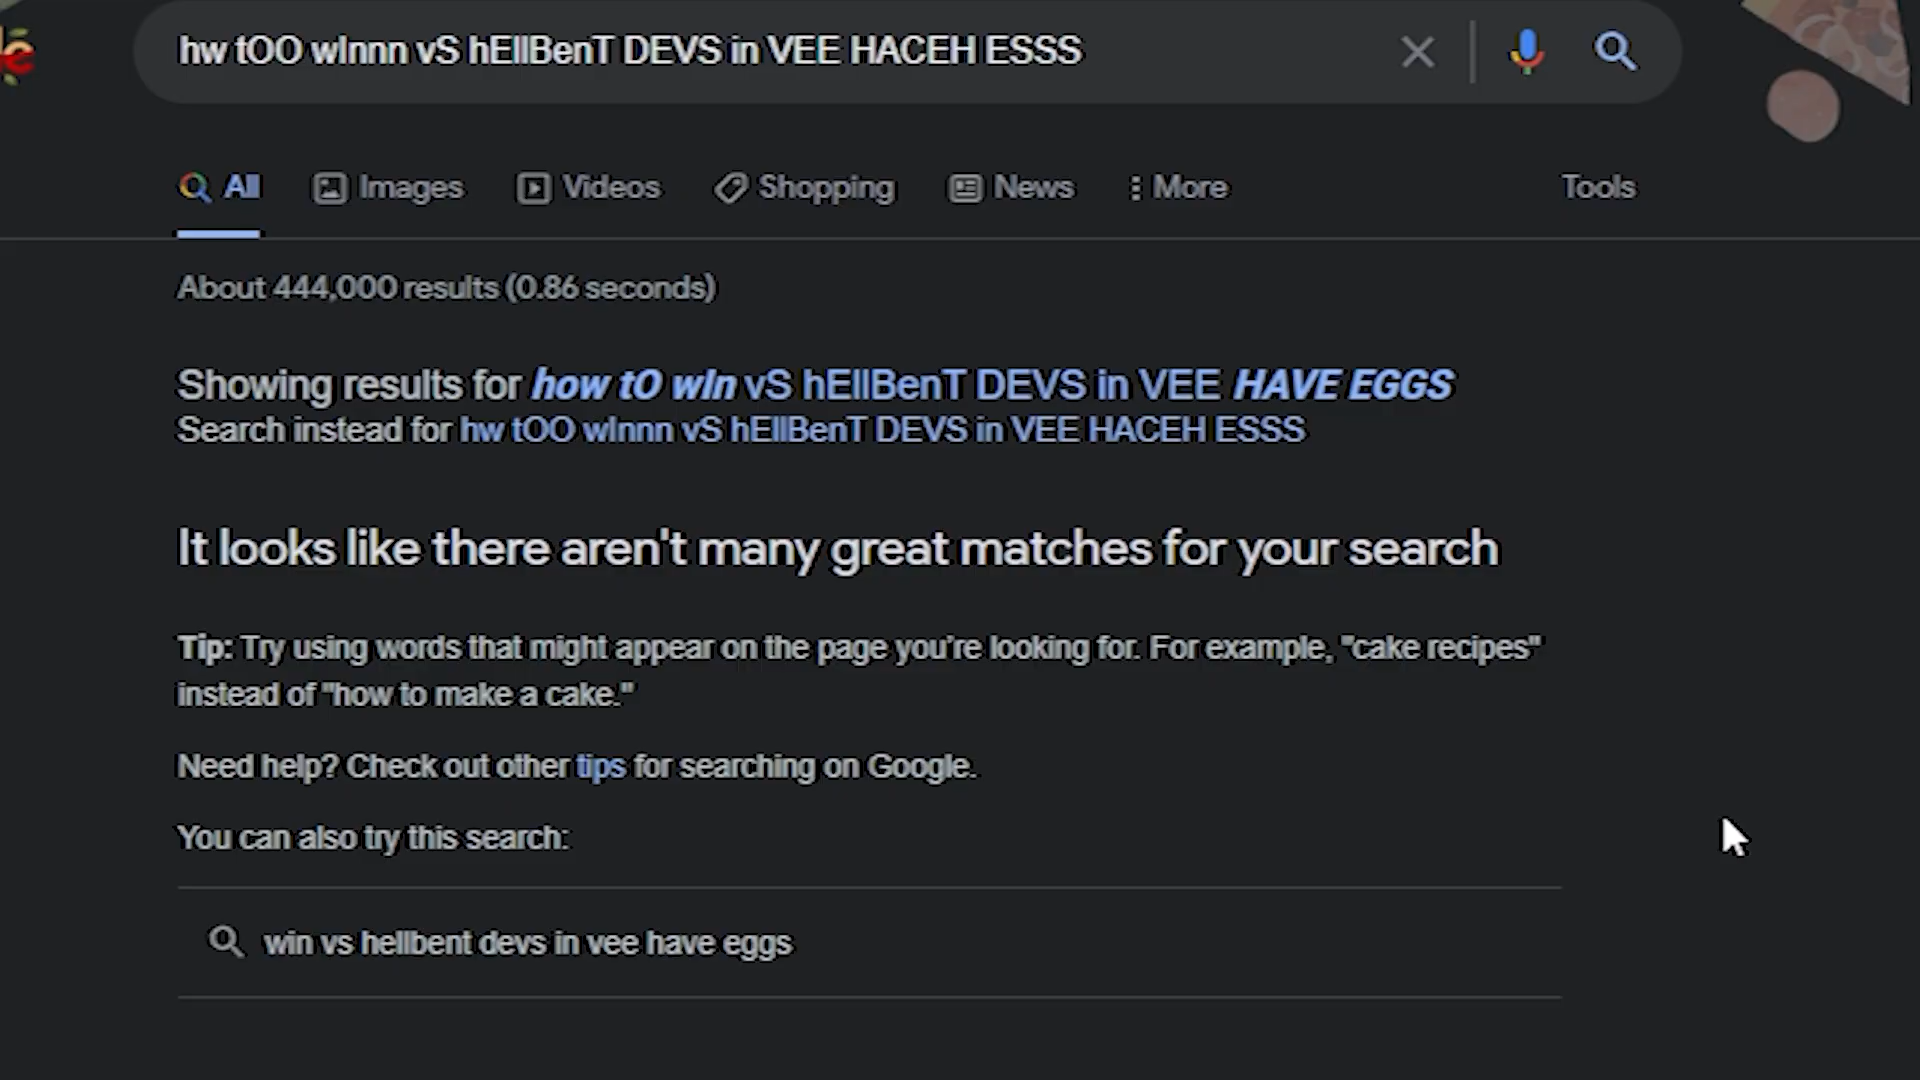 hw tOO wInnn vS hEllBenT DEVS in VEE HACEH ESSS
All Images Videos Shopping News More Tools
About 444,000 results (0.86 seconds)
Showing results for how tO wIn vS hEllBenT DEVS in VEE HAVE EGGS
Search instead for hw tOO wInnn vS hEllBenT DEVS in VEE HACEH ESSS
It looks like there aren't many great matches for your search
Tip: Try using words that might appear on the page you're looking for. For example, "cake recipes"
instead of "how to make a cake."
Need help? Check out other tips for searching on Google.
You can also try this search:
win vs hellbent devs in vee have eggs